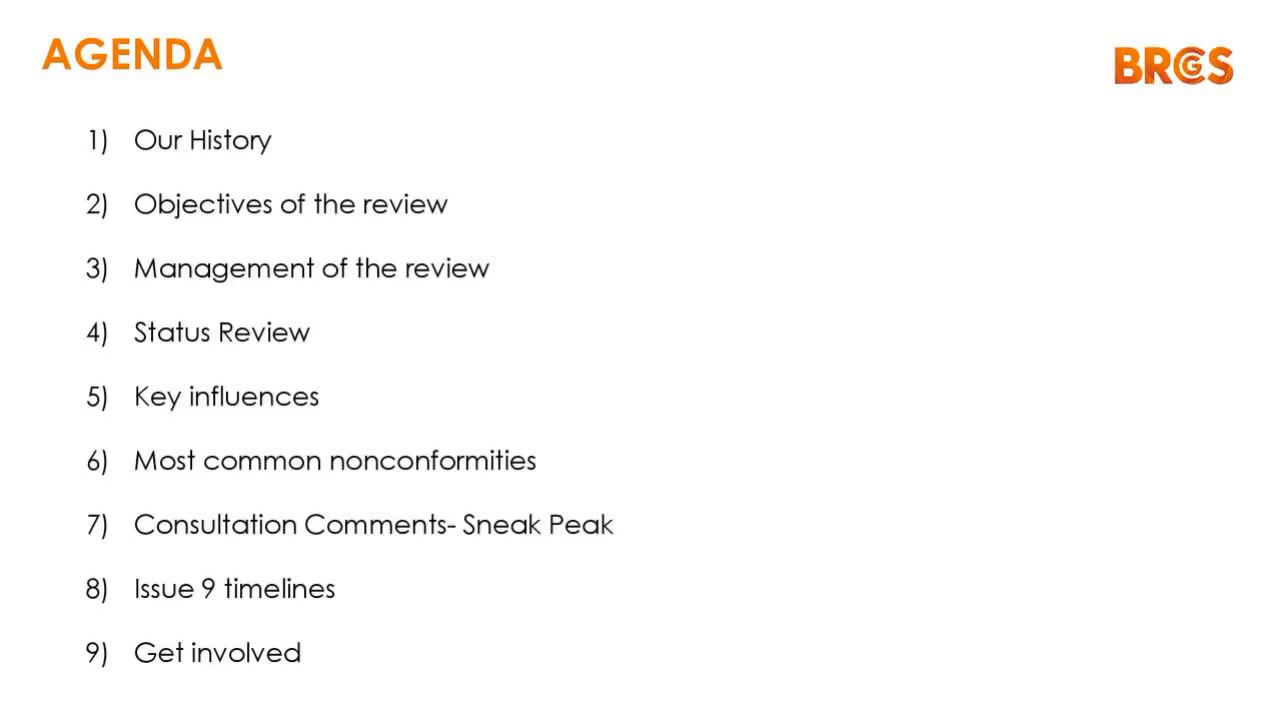 AGENDA
BRCGS
1) Our History
2) Objectives of the review
3) Management of the review
4) Status Review
5) Key influences
6) Most common nonconformities
7) Consultation Comments- Sneak Peak
8) Issue 9 timelines
9) Get involved